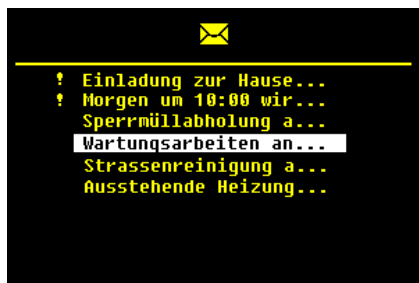 ! Einladung zur Hause...
! Morgen um 10:00 wir...
Sperrmüllabholung a...
Wartungsarbeiten an...
Strassenreinigung a...
Ausstehende Heizung...